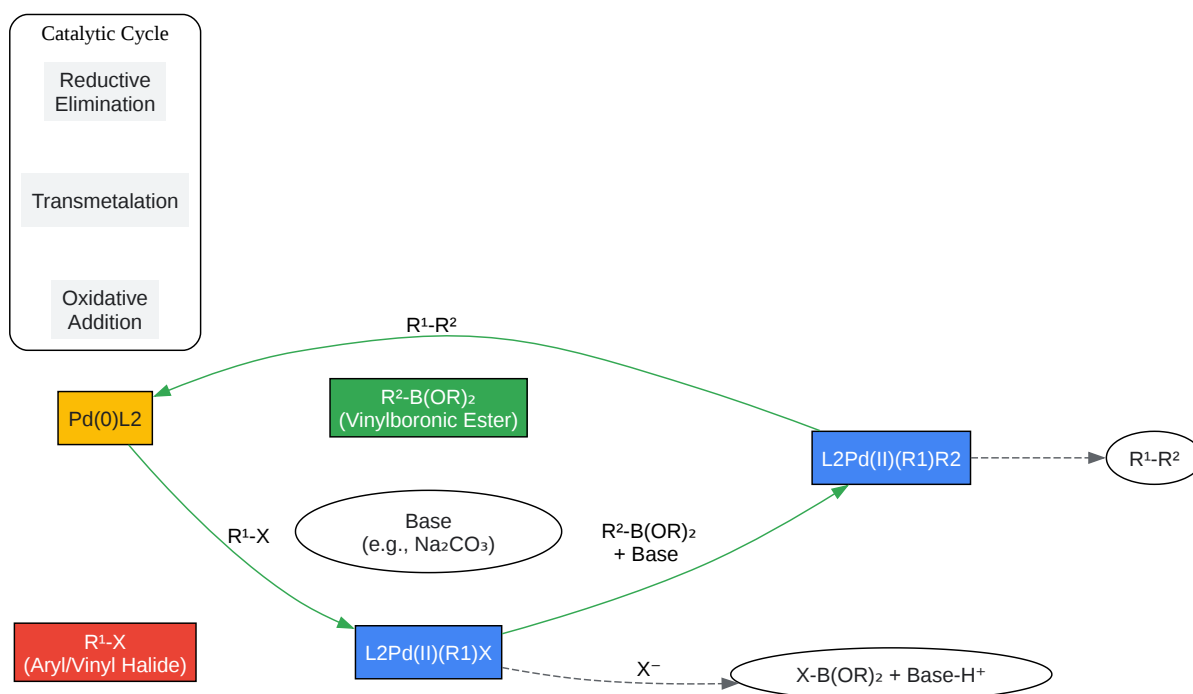 Catalytic Cycle
Reductive
Elimination
Transmetalation
Oxidative
Addition
R¹-R²
Pd(0)L2
R²-B(OR)₂
(Vinylboronic Ester)
L2Pd(II)(R1)R2
R¹-R²
R¹-X
Base
(e.g., Na₂CO₃)
R²-B(OR)₂
+ Base
R¹-X
(Aryl/Vinyl Halide)
L2Pd(II)(R1)X
X⁻
X-B(OR)₂ + Base-H⁺